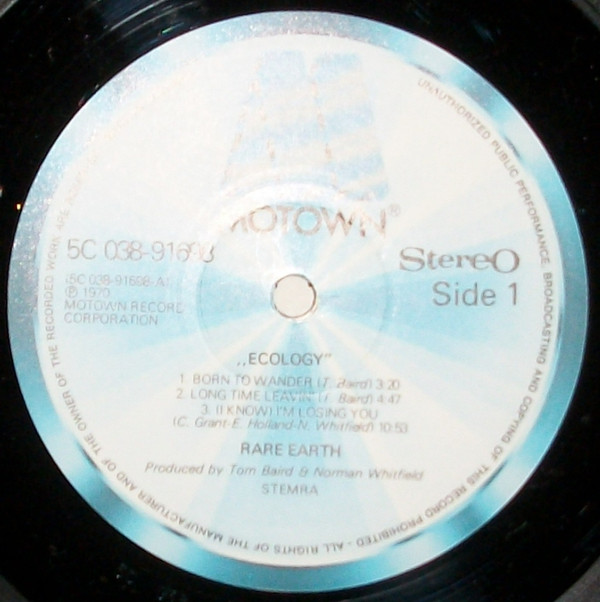 MOTOWN®
5C 038-91698
Stereo
(5C 038-91698-A)
Side 1
℗ 1970
MOTOWN RECORD
CORPORATION
,,ECOLOGY"
1. BORN TO WANDER (T. Baird) 3:20
2. LONG TIME LEAVIN' (T. Baird) 4:47
3. (I KNOW) I'M LOSING YOU
(C. Grant-E. Holland-N. Whitfield) 10:53
RARE EARTH
Produced by Tom Baird & Norman Whitfield
STEMRA
ALL RIGHTS OF THE MANUFACTURER AND OF THE OWNER OF THE RECORDED WORK
UNAUTHORIZED PUBLIC PERFORMANCE BROADCASTING AND COPYING OF THIS RECORD PROHIBITED -